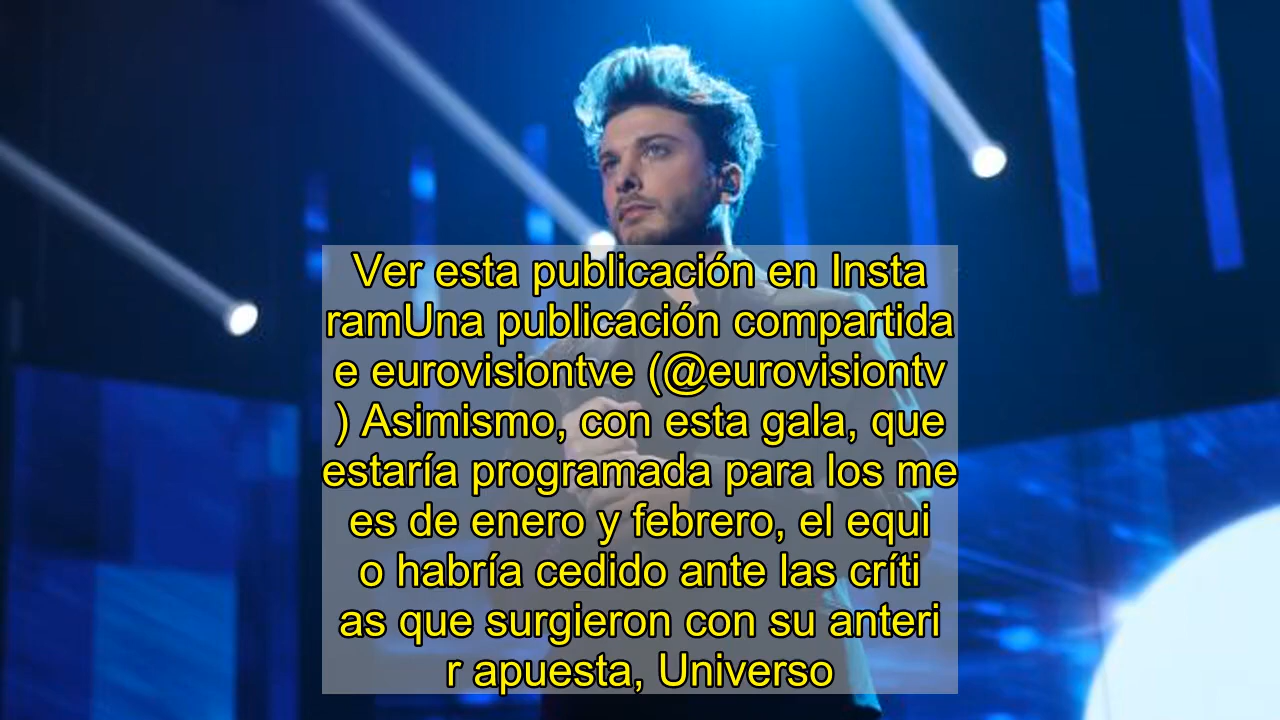 Ver esta publicación en Insta
ramUna publicación compartida
e eurovisiontve (@eurovisiontv
) Asimismo, con esta gala, que
estaría programada para los me
es de enero y febrero, el equi
o habría cedido ante las críti
as que surgieron con su anteri
r apuesta, Universo